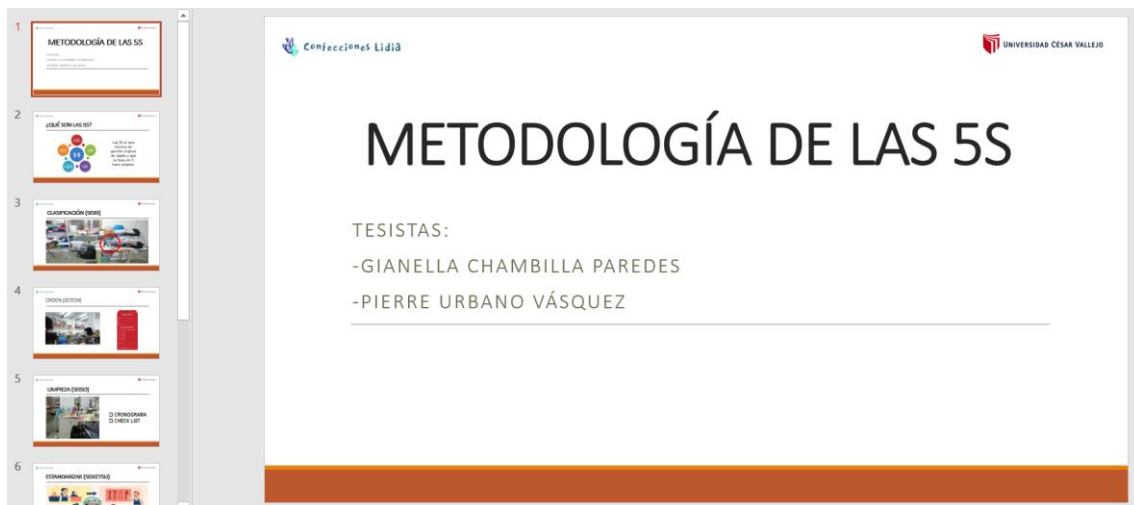 1
METODOLOGÍA DE LAS 5S
2
¿QUÉ SON LAS 5S?
5 S
3
CLASIFICACIÓN (SEIRI)
4
ORDEN (SEITON)
5
LIMPIEZA (SEISO)
❑ CRONOGRAMA
❑ CHECK LIST
6
ESTANDARIZAR (SEIKETSU)
Confecciones Lidia
UNIVERSIDAD CÉSAR VALLEJO
METODOLOGÍA DE LAS 5S
TESISTAS:
-GIANELLA CHAMBILLA PAREDES
-PIERRE URBANO VÁSQUEZ